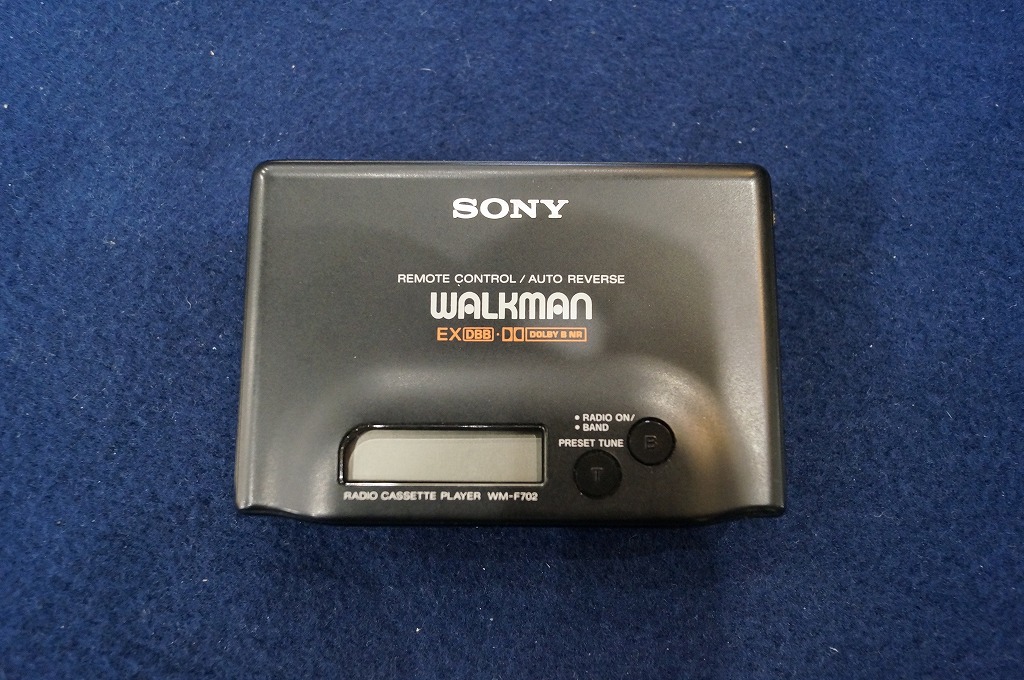 SONY
REMOTE CONTROL / AUTO REVERSE
WALKMAN
EX DBB · DOLBY B NR
• RADIO ON/
• BAND
B
PRESET TUNE
T
RADIO CASSETTE PLAYER WM-F702